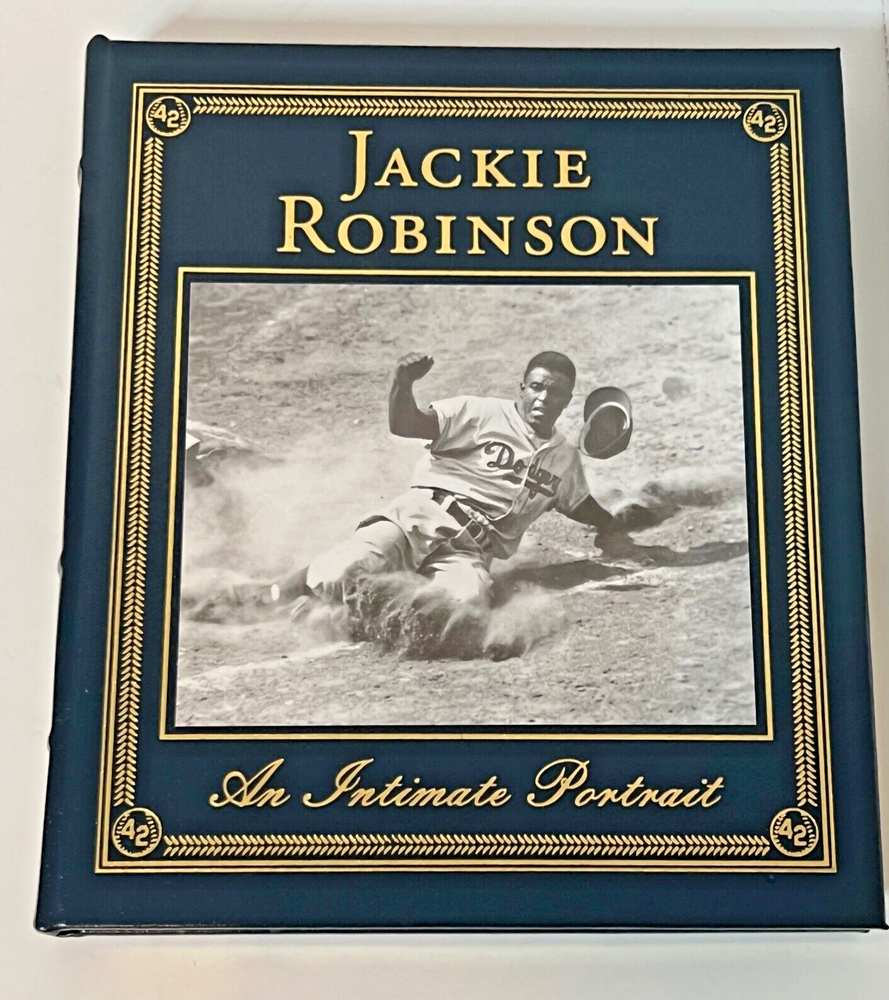 42 42
JACKIE
ROBINSON
Dodgers
An Intimate Portrait
42 42